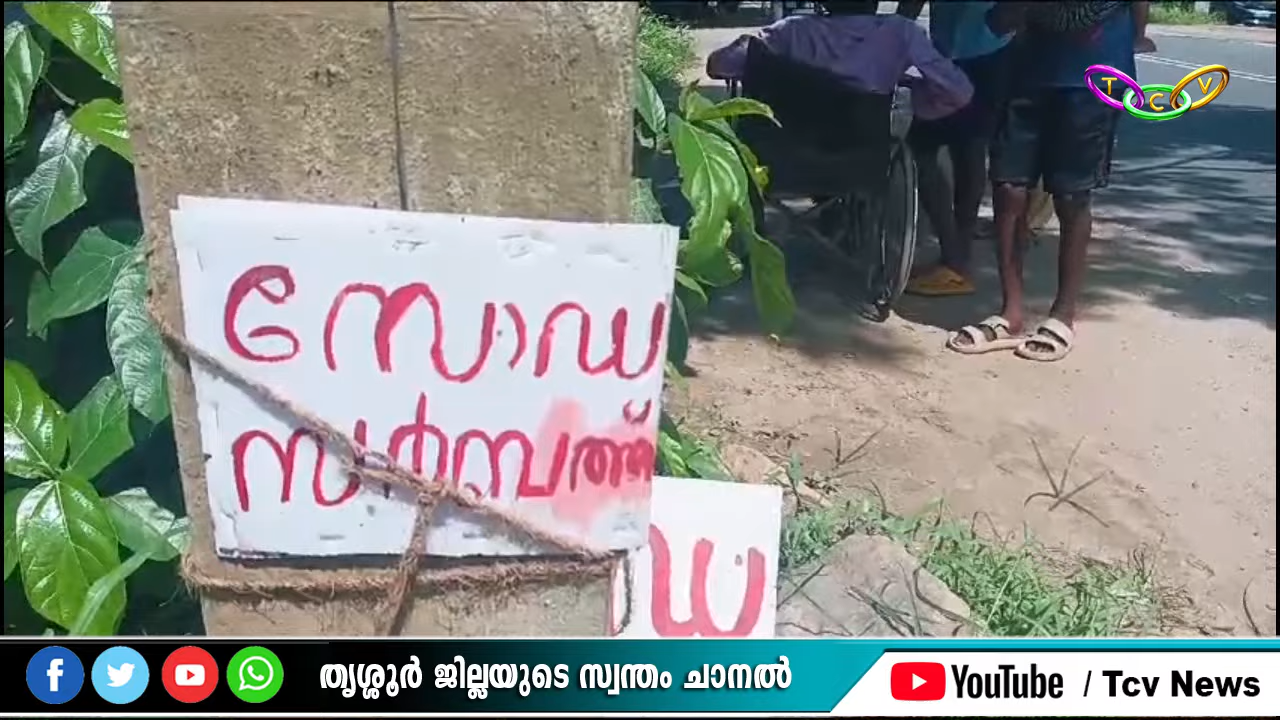 TCV
സോഡ
സർബത്ത്
ഡ
തൃശ്ശൂർ ജില്ലയുടെ സ്വന്തം ചാനൽ
YouTube / Tcv News